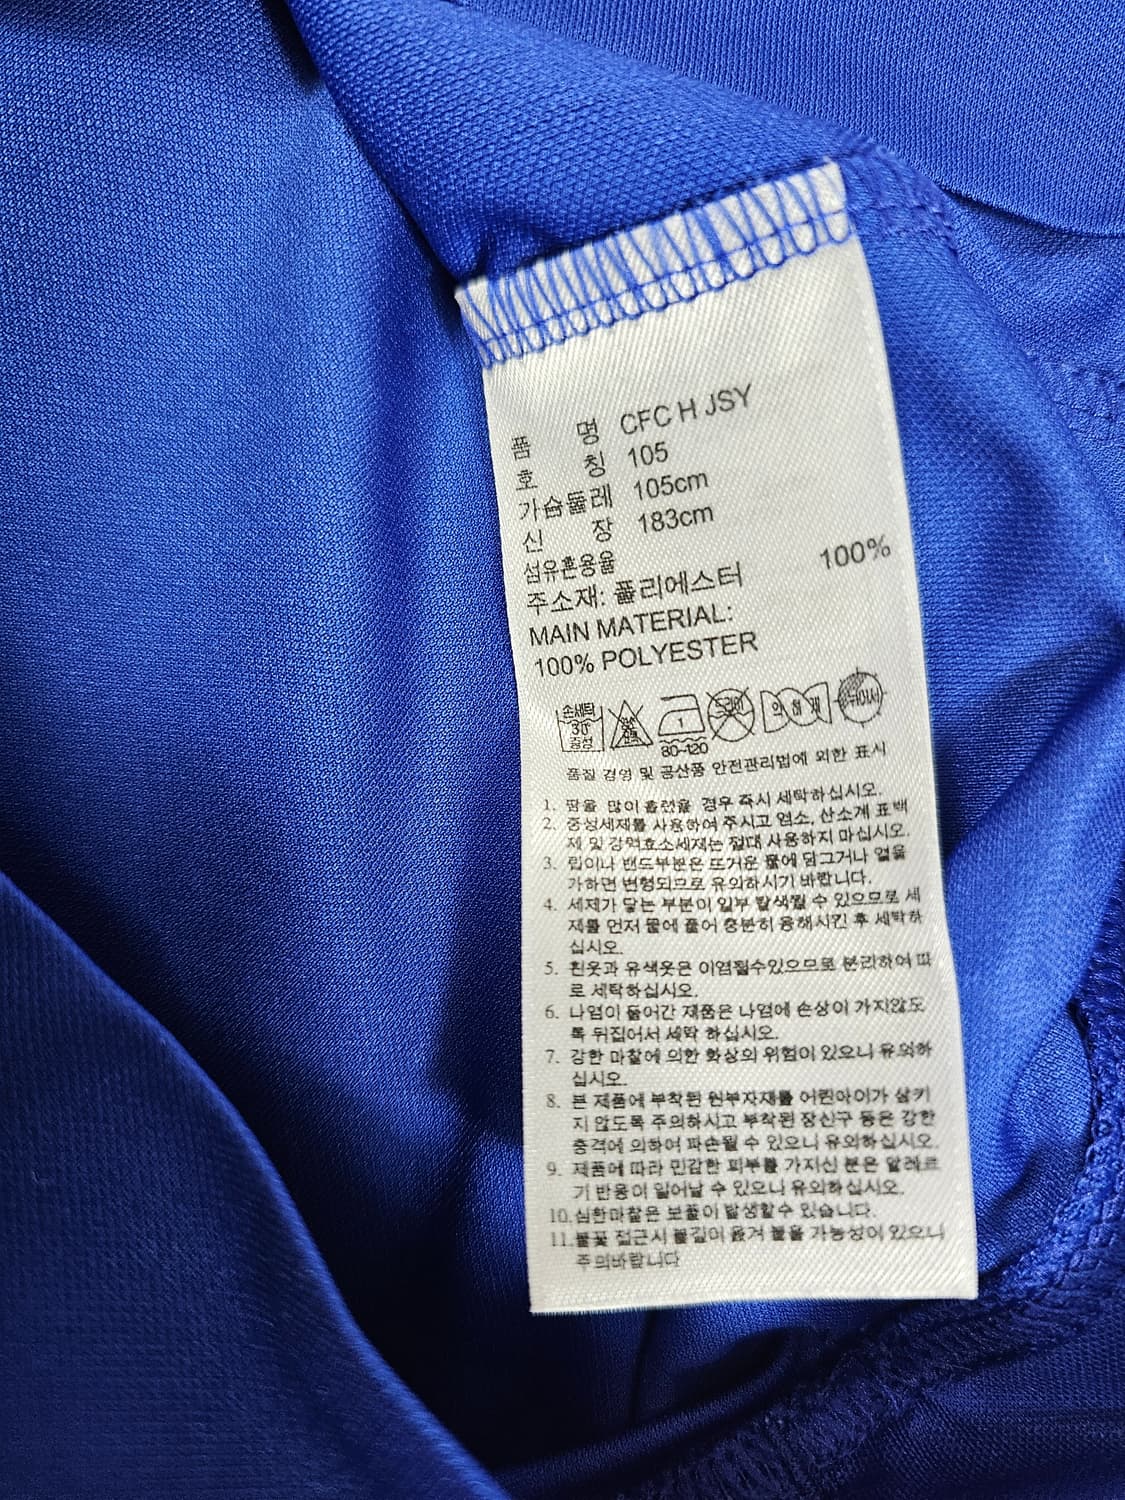 품 명 CFC H JSY
호 칭 105
가슴둘레 105cm
신 장 183cm
섬유혼용율
주소재: 폴리에스터 100%
MAIN MATERIAL:
100% POLYESTER
손세탁 30 중성 1 80~120 드라이 약하게
품질 경영 및 공산품 안전관리법에 의한 표시
1. 땀을 많이 흘렸을 경우 즉시 세탁하십시오.
2. 중성세제를 사용하여 주시고 염소, 산소계 표백
제 및 강력효소세재는 절대 사용하지 마십시오.
3. 립이나 밴드부분은 뜨거운 물에 담그거나 열을
가하면 변형되므로 유의하시기 바랍니다.
4. 세제가 닿는 부분이 일부 탈색될 수 있으므로 세
제를 먼저 물에 풀어 충분히 용해시킨 후 세탁하
십시오.
5. 흰옷과 유색옷은 이염될수있으므로 분리하여 따
로 세탁하십시오.
6. 나염이 들어간 제품은 나염에 손상이 가지않도
록 뒤집어서 세탁 하십시오.
7. 강한 마찰에 의한 화상의 위험이 있으니 유의하
십시오.
8. 본 제품에 부착된 원부자재를 어린아이가 삼키
지 않도록 주의하시고 부착된 장신구 등은 강한
충격에 의하여 파손될 수 있으니 유의하십시오.
9. 제품에 따라 민감한 피부를 가지신 분은 알레르
기 반응이 일어날 수 있으니 유의하십시오.
10.심한마찰은 보풀이 발생할수 있습니다.
11.불꽃 접근시 불길이 옮겨 붙을 가능성이 있으니
주의바랍니다